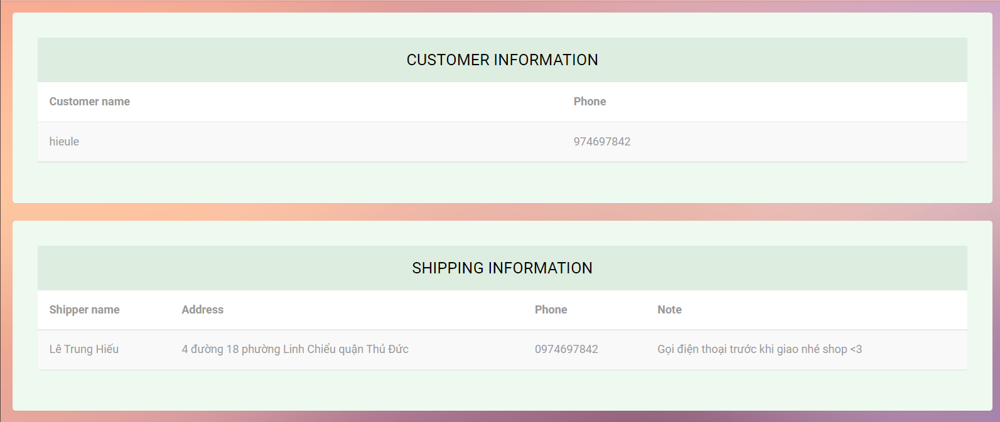 CUSTOMER INFORMATION
Customer name Phone
hieule 974697842
SHIPPING INFORMATION
Shipper name Address Phone Note
Lê Trung Hiếu 4 đường 18 phường Linh Chiểu quận Thủ Đức 0974697842 Gọi điện thoại trước khi giao nhé shop <3